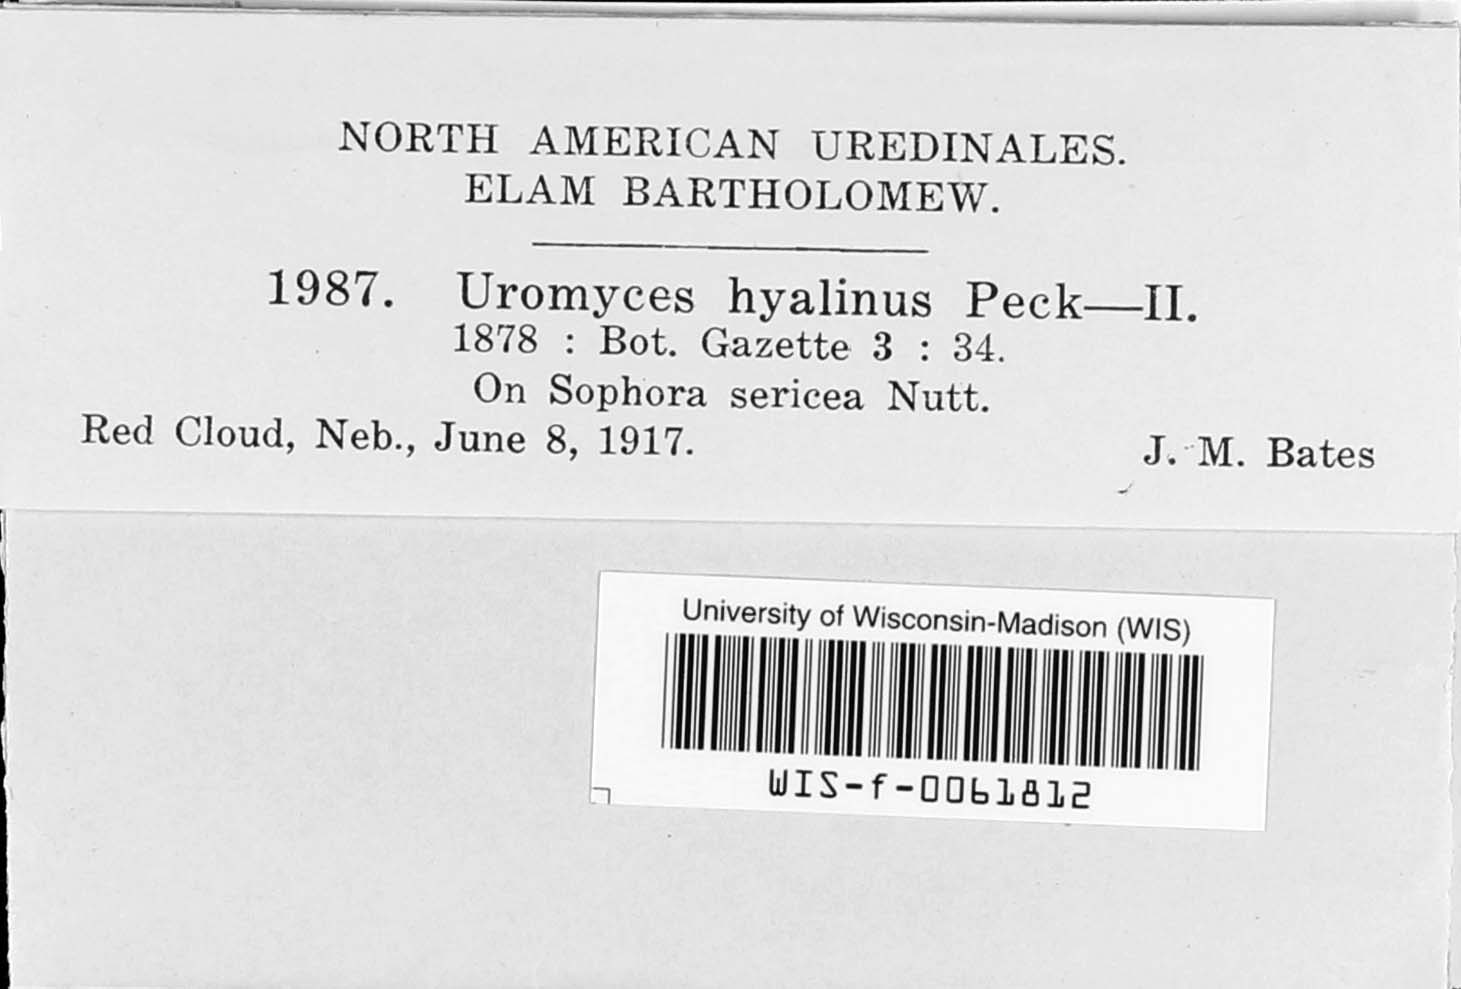 NORTH AMERICAN UREDINALES.
ELAM BARTHOLOMEW.
1987. Uromyces hyalinus Peck—II.
1878 : Bot. Gazette 3 : 34.
On Sophora sericea Nutt.
Red Cloud, Neb., June 8, 1917. J. M. Bates
University of Wisconsin-Madison (WIS)
WIS-f-0061812